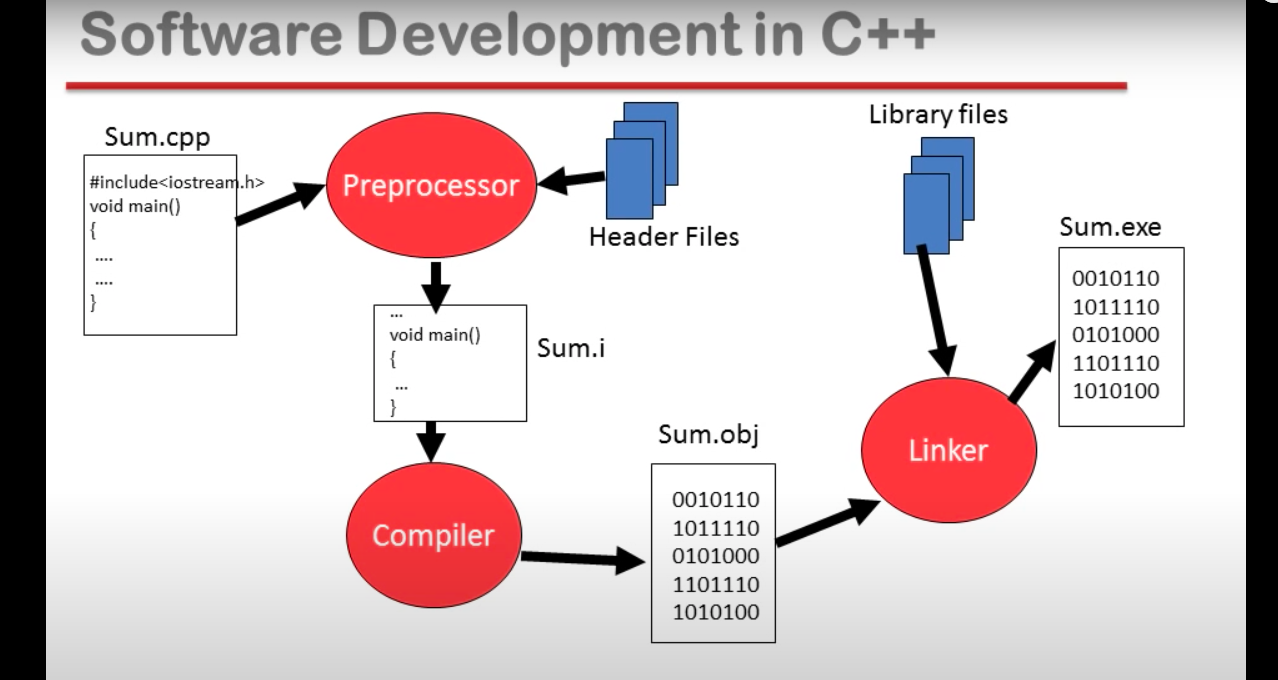 Software Development in C++
Sum.cpp
#include<iostream.h>
void main()
{
....
....
}
Preprocessor
Header Files
Library files
Sum.exe
0010110
1011110
0101000
1101110
1010100
...
void main()
{
...
}
Sum.i
Compiler
Sum.obj
0010110
1011110
0101000
1101110
1010100
Linker